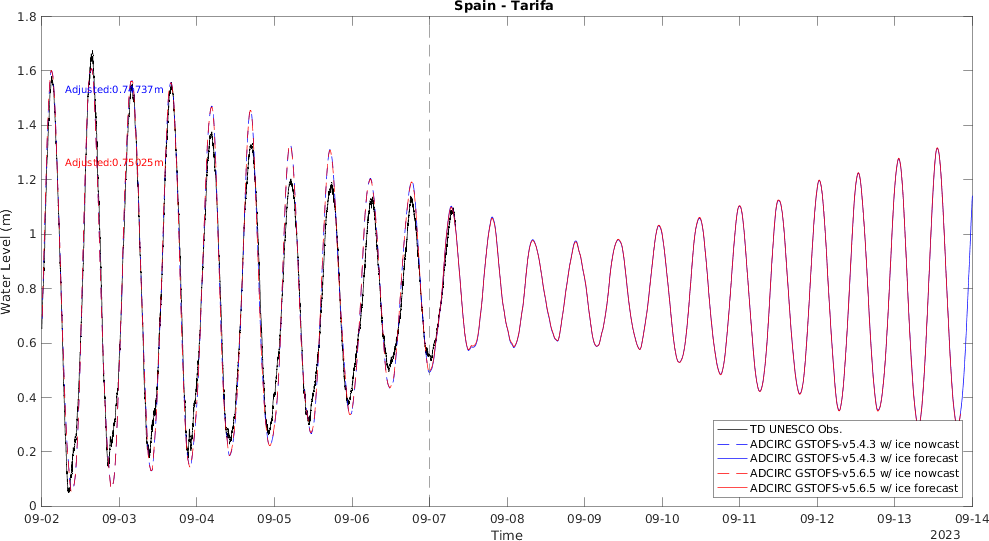 Spain - Tarifa
1.8
1.6
1.4
1.2
1
0.8
0.6
0.4
0.2
0
Water Level (m)
Adjusted:0.74737m
Adjusted:0.75025m
TD UNESCO Obs.
ADCIRC GSTOFS-v5.4.3 w/ ice nowcast
ADCIRC GSTOFS-v5.4.3 w/ ice forecast
ADCIRC GSTOFS-v5.6.5 w/ ice nowcast
ADCIRC GSTOFS-v5.6.5 w/ ice forecast
09-02 09-03 09-04 09-05 09-06 09-07 09-08 09-09 09-10 09-11 09-12 09-13 09-14
Time
2023